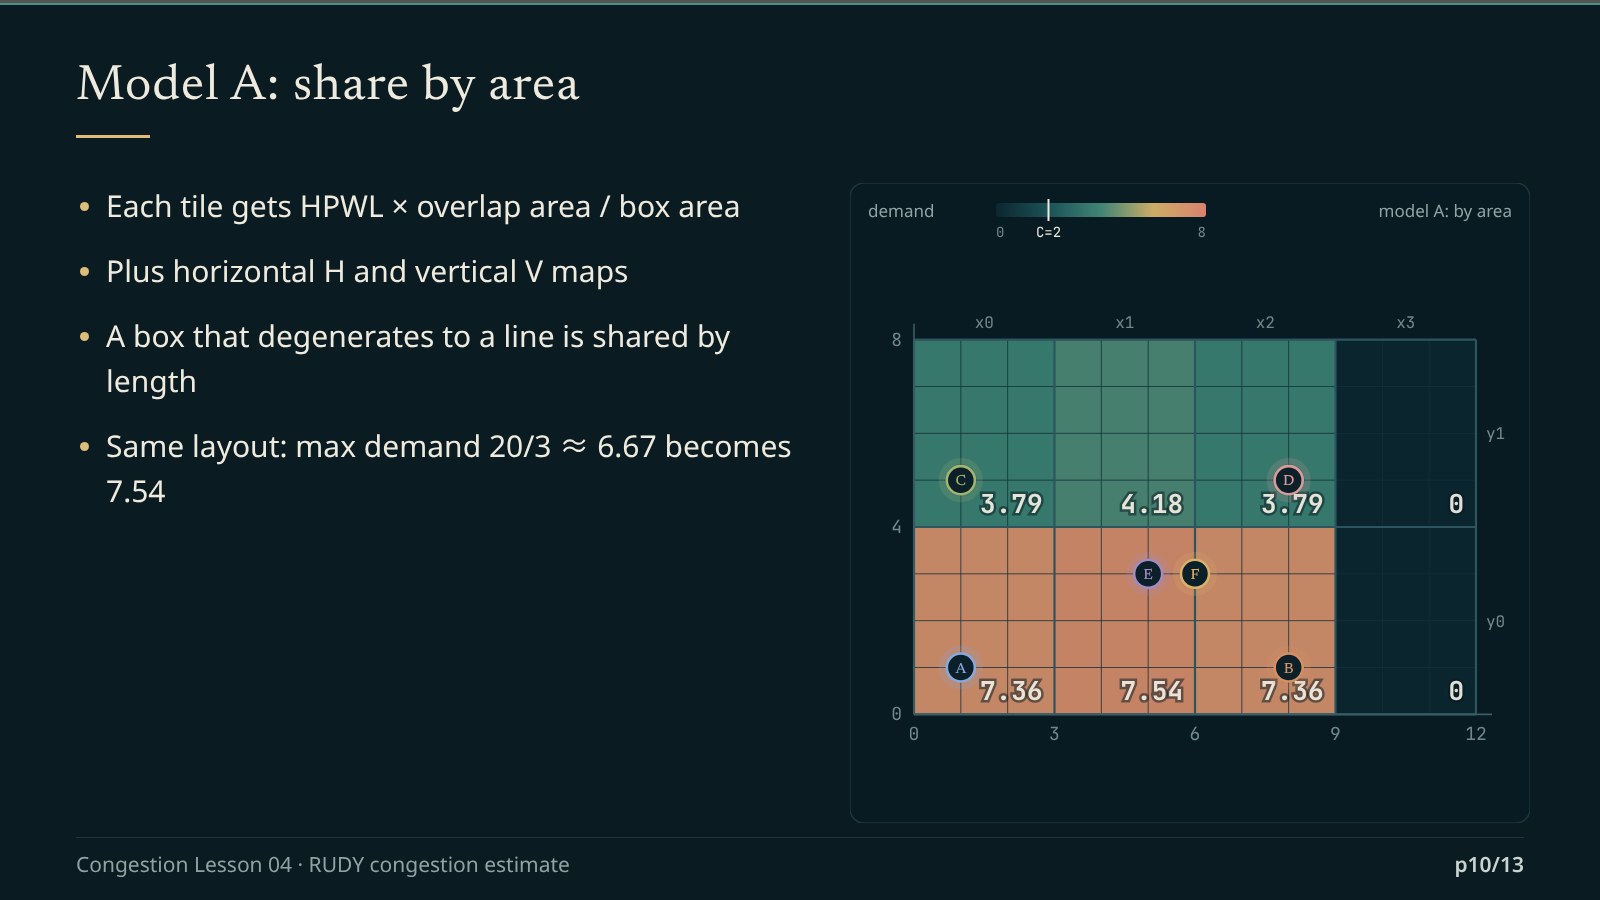 Model A: share by area
• Each tile gets HPWL × overlap area / box area
• Plus horizontal H and vertical V maps
• A box that degenerates to a line is shared by
length
• Same layout: max demand 20/3 ≈ 6.67 becomes
7.54
demand
model A: by area
0 C=2 8
x0 x1 x2 x3
8
y1
C D
3.79 4.18 3.79 0
4
E F
y0
A B
7.36 7.54 7.36 0
0
0 3 6 9 12
Congestion Lesson 04 · RUDY congestion estimate
p10/13